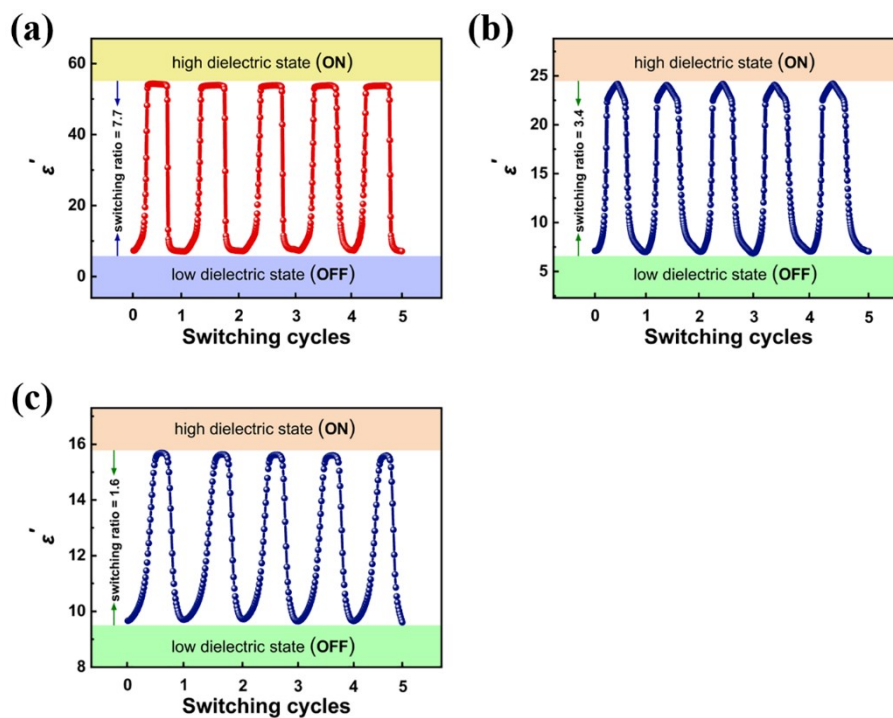 (a)
high dielectric state (ON)
60
40
20
0
ε'
switching ratio = 7.7
low dielectric state (OFF)
0 1 2 3 4 5
Switching cycles
(b)
high dielectric state (ON)
25
20
15
10
5
ε'
switching ratio = 3.4
low dielectric state (OFF)
0 1 2 3 4 5
Switching cycles
(c)
high dielectric state (ON)
16
14
12
10
8
ε'
switching ratio = 1.6
low dielectric state (OFF)
0 1 2 3 4 5
Switching cycles